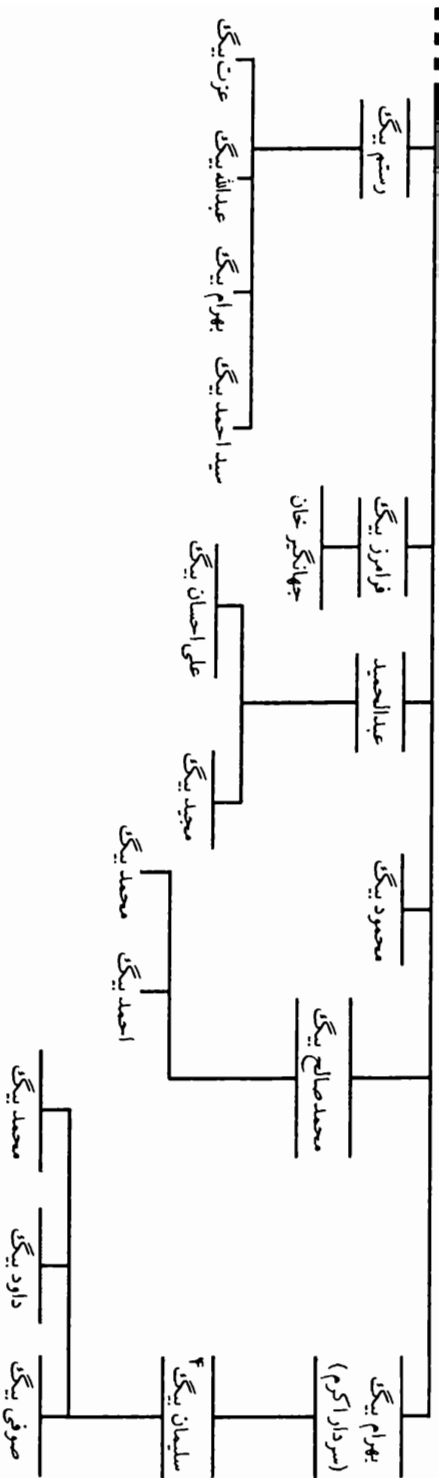 رستم بیگ
عزت بیگ
عبدالله بیگ
بهرام بیگ
سید احمد بیگ
فرامرز بیگ
جهانگیر خان
عبدالحمید
علی احسان بیگ
مجید بیگ
محمود بیگ
محمد صالح بیگ
محمد بیگ
احمد بیگ
بهرام بیگ
(سردار اکرم)
سلیمان بیگ ۴
محمد بیگ
داود بیگ
صوفی بیگ